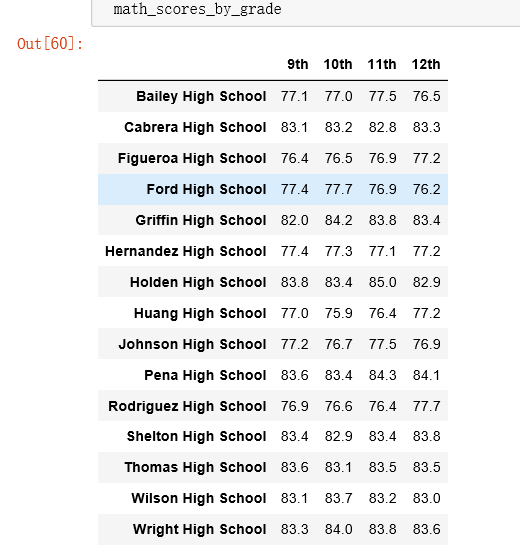 math_scores_by_grade
Out[60]:
9th 10th 11th 12th
Bailey High School 77.1 77.0 77.5 76.5
Cabrera High School 83.1 83.2 82.8 83.3
Figueroa High School 76.4 76.5 76.9 77.2
Ford High School 77.4 77.7 76.9 76.2
Griffin High School 82.0 84.2 83.8 83.4
Hernandez High School 77.4 77.3 77.1 77.2
Holden High School 83.8 83.4 85.0 82.9
Huang High School 77.0 75.9 76.4 77.2
Johnson High School 77.2 76.7 77.5 76.9
Pena High School 83.6 83.4 84.3 84.1
Rodriguez High School 76.9 76.6 76.4 77.7
Shelton High School 83.4 82.9 83.4 83.8
Thomas High School 83.6 83.1 83.5 83.5
Wilson High School 83.1 83.7 83.2 83.0
Wright High School 83.3 84.0 83.8 83.6